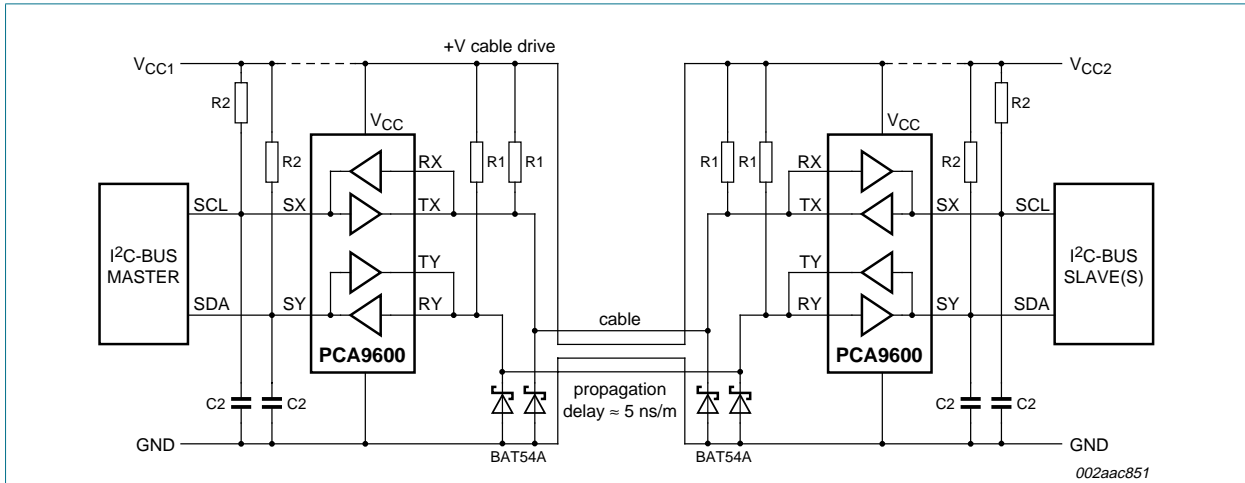 +V cable drive
VCC1
VCC2
R2
R2
VCC
R1
R1
R1
R1
VCC
R2
R2
RX
RX
SCL
SX
TX
TX
SX
SCL
I2C-BUS
MASTER
TY
TY
I2C-BUS
SLAVE(S)
SDA
SY
RY
RY
SY
SDA
cable
PCA9600
PCA9600
propagation
delay ≈ 5 ns/m
C2
C2
C2
C2
GND
GND
BAT54A
BAT54A
002aac851